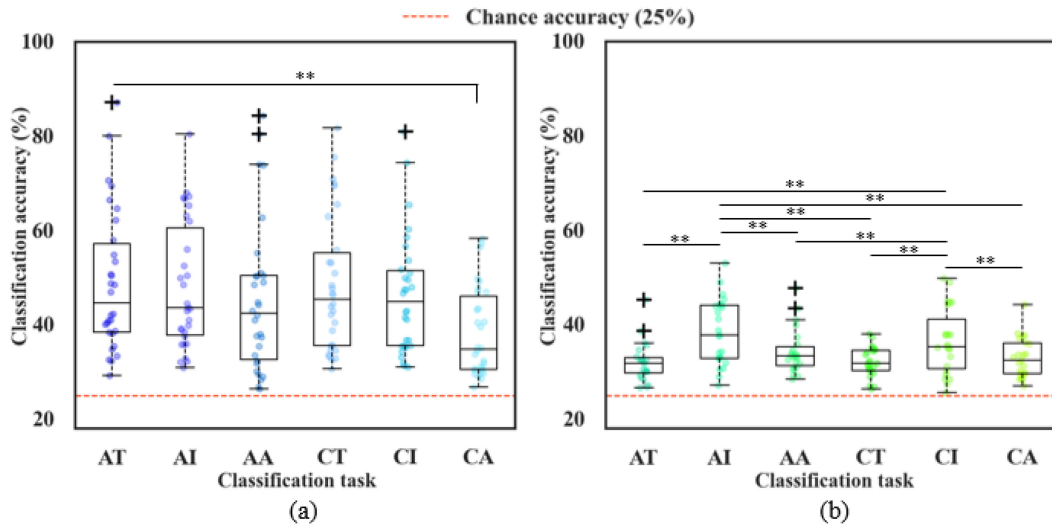 Chance accuracy (25%)
100
80
60
40
20
Classification accuracy (%)
**
AT AI AA CT CI CA
Classification task
(a)
100
80
60
40
20
Classification accuracy (%)
**
**
**
** ** **
**
**
AT AI AA CT CI CA
Classification task
(b)